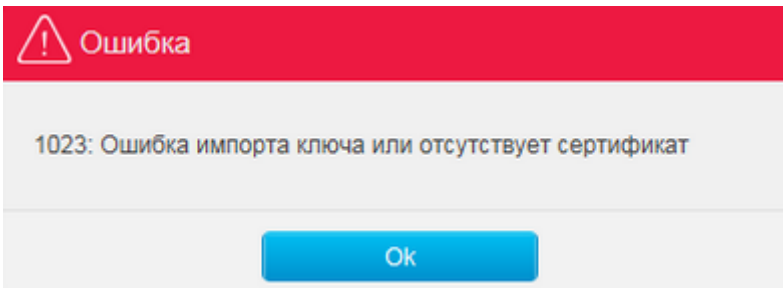 Ошибка
1023: Ошибка импорта ключа или отсутствует сертификат
Ok